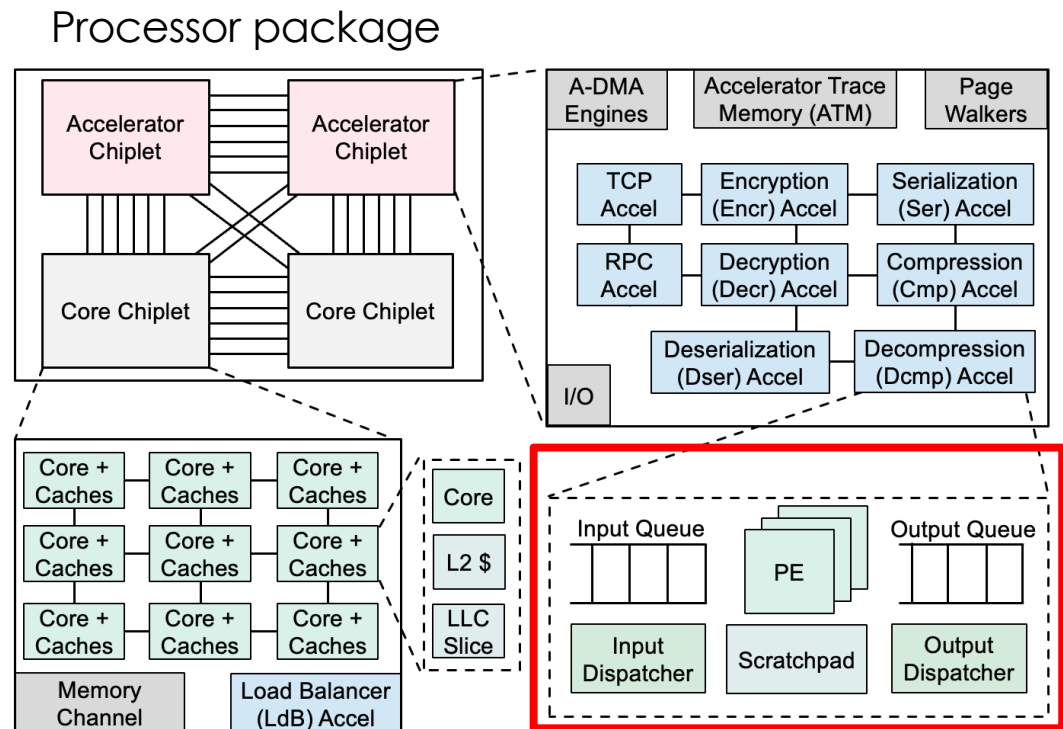 Processor package
Accelerator
Chiplet
Accelerator
Chiplet
Core Chiplet
Core Chiplet
A-DMA
Engines
Accelerator Trace
Memory (ATM)
Page
Walkers
TCP
Accel
Encryption
(Encr) Accel
Serialization
(Ser) Accel
RPC
Accel
Decryption
(Decr) Accel
Compression
(Cmp) Accel
Deserialization
(Dser) Accel
Decompression
(Dcmp) Accel
I/O
Core +
Caches
Core +
Caches
Core +
Caches
Core +
Caches
Core +
Caches
Core +
Caches
Core +
Caches
Core +
Caches
Core +
Caches
Memory
Channel
Load Balancer
(LdB) Accel
Core
L2 $
LLC
Slice
Input Queue
PE
Output Queue
Input
Dispatcher
Scratchpad
Output
Dispatcher